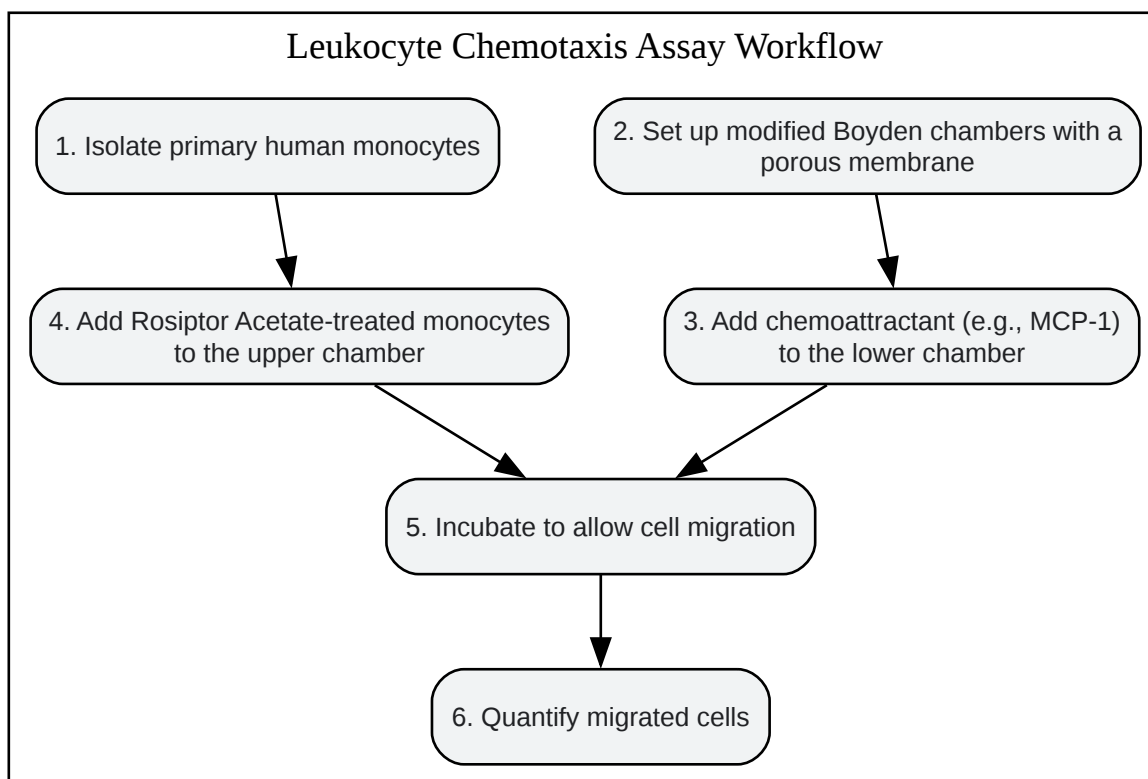 Leukocyte Chemotaxis Assay Workflow
1. Isolate primary human monocytes
2. Set up modified Boyden chambers with a
porous membrane
4. Add Rosiptor Acetate-treated monocytes
to the upper chamber
3. Add chemoattractant (e.g., MCP-1)
to the lower chamber
5. Incubate to allow cell migration
6. Quantify migrated cells